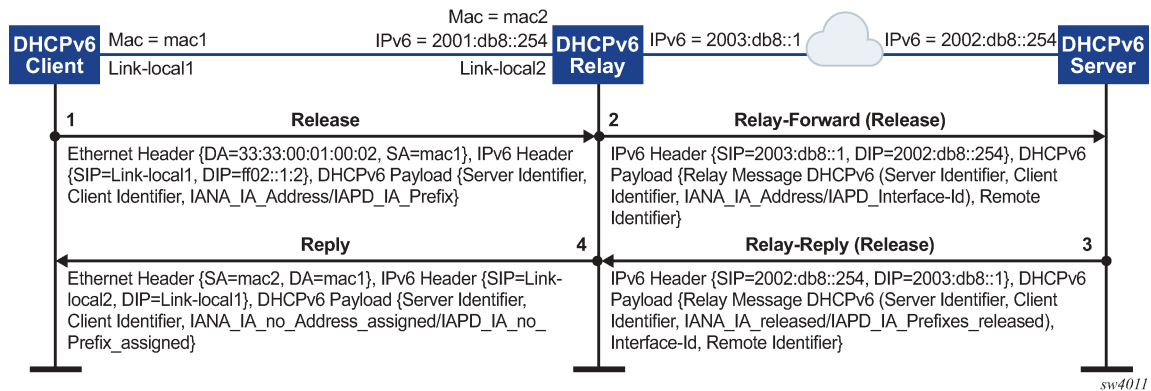 Mac = mac2
DHCPv6
Client
Mac = mac1
IPv6 = 2001:db8::254
DHCPv6
Relay
IPv6 = 2003:db8::1
IPv6 = 2002:db8::254
DHCPv6
Server
Link-local1
Link-local2
1
Release
2
Relay-Forward (Release)
Ethernet Header {DA=33:33:00:01:00:02, SA=mac1}, IPv6 Header
{SIP=Link-local1, DIP=ff02::1:2}, DHCPv6 Payload {Server Identifier,
Client Identifier, IANA_IA_Address/IAPD_IA_Prefix}
IPv6 Header {SIP=2003:db8::1, DIP=2002:db8::254}, DHCPv6
Payload {Relay Message DHCPv6 (Server Identifier, Client
Identifier, IANA_IA_Address/IAPD_Interface-Id), Remote
Identifier}
Reply
4
Relay-Reply (Release)
3
Ethernet Header {SA=mac2, DA=mac1}, IPv6 Header {SIP=Link-
local2, DIP=Link-local1}, DHCPv6 Payload {Server Identifier,
Client Identifier, IANA_IA_no_Address_assigned/IAPD_IA_no_
Prefix_assigned}
IPv6 Header {SIP=2002:db8::254, DIP=2003:db8::1}, DHCPv6
Payload {Relay Message DHCPv6 (Server Identifier, Client
Identifier, IANA_IA_released/IAPD_IA_Prefixes_released),
Interface-Id, Remote Identifier}
sw4011